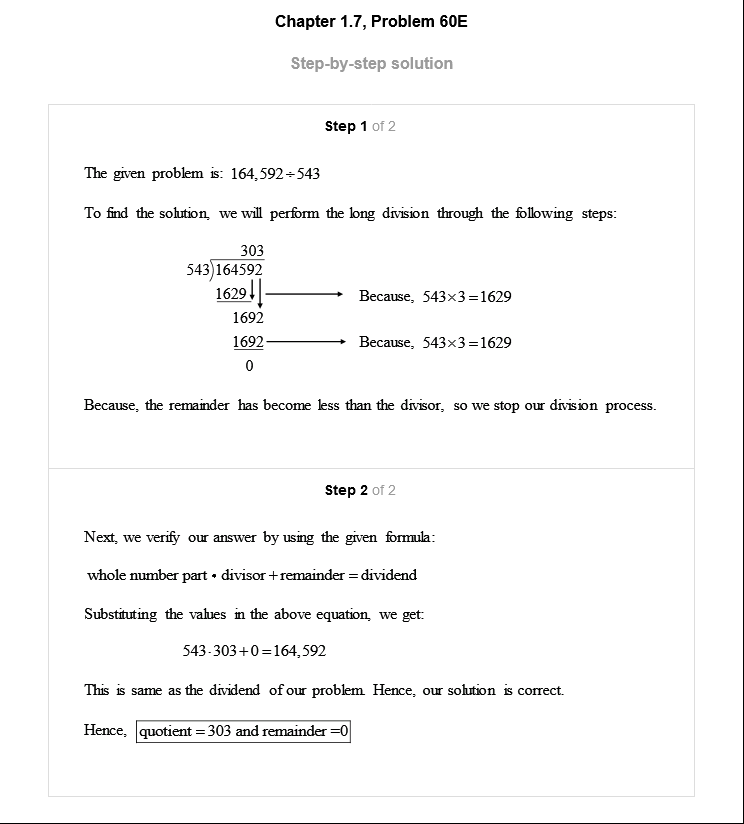 Chapter 1.7, Problem 60E
Step-by-step solution
Step 1 of 2
The given problem is: 164,592÷543
To find the solution, we will perform the long division through the following steps:
303
543)164592
1629 Because, 543×3=1629
1692
1692 Because, 543×3=1629
0
Because, the remainder has become less than the divisor, so we stop our division process.
Step 2 of 2
Next, we verify our answer by using the given formula:
whole number part • divisor+remainder=dividend
Substituting the values in the above equation, we get:
543·303+0=164,592
This is same as the dividend of our problem. Hence, our solution is correct.
Hence, quotient=303 and remainder=0